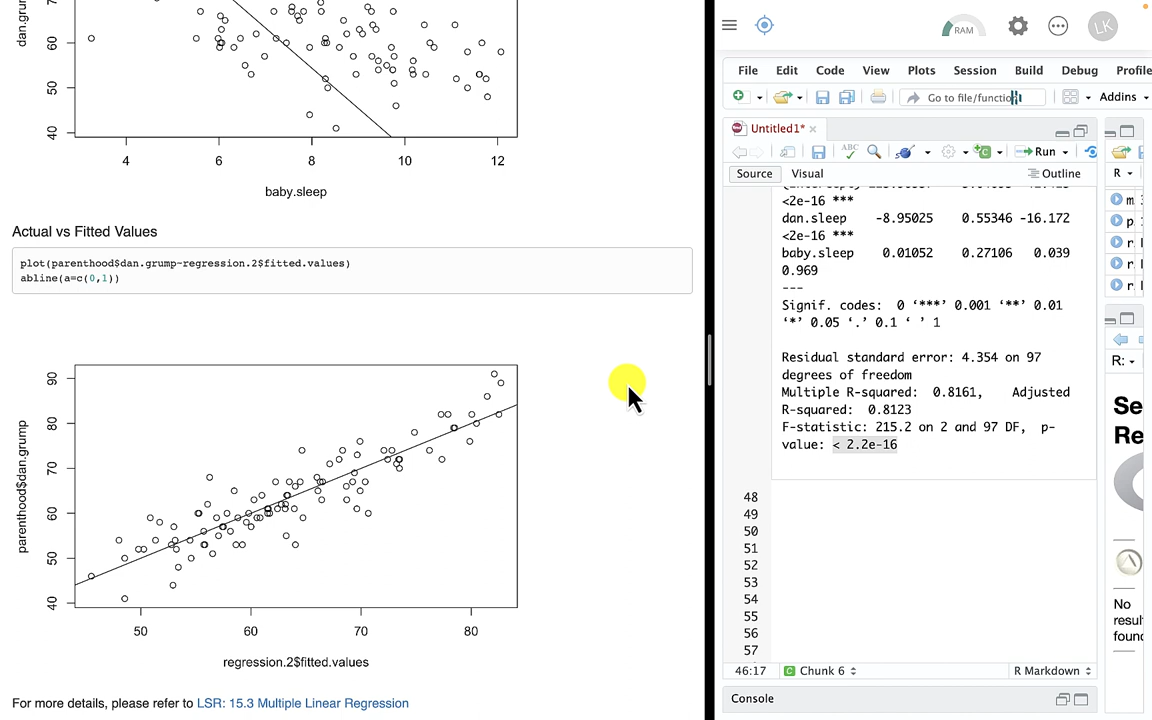 dan.grump
60
50
40
4 6 8 10 12
baby.sleep
Actual vs Fitted Values
plot(parenthood$dan.grump~regression.2$fitted.values)
abline(a=c(0,1))
90
80
70
60
50
40
parenthood$dan.grump
50 60 70 80
regression.2$fitted.values
For more details, please refer to LSR: 15.3 Multiple Linear Regression
RAM
LK
File Edit Code View Plots Session Build Debug Profile
Go to file/functio
Addins
Untitled1*
ABC
Run
Source Visual
Outline
<2e-16 ***
dan.sleep -8.95025 0.55346 -16.172
<2e-16 ***
baby.sleep 0.01052 0.27106 0.039
0.969
---
Signif. codes: 0 ‘***’ 0.001 ‘**’ 0.01
‘*’ 0.05 ‘.’ 0.1 ‘ ’ 1
Residual standard error: 4.354 on 97
degrees of freedom
Multiple R-squared: 0.8161, Adjusted
R-squared: 0.8123
F-statistic: 215.2 on 2 and 97 DF, p-
value: < 2.2e-16
48
49
50
51
52
53
54
55
56
57
46:17 Chunk 6 R Markdown
Console
R
m
p
r
r
r
R:
Se
Re
No
resul
found